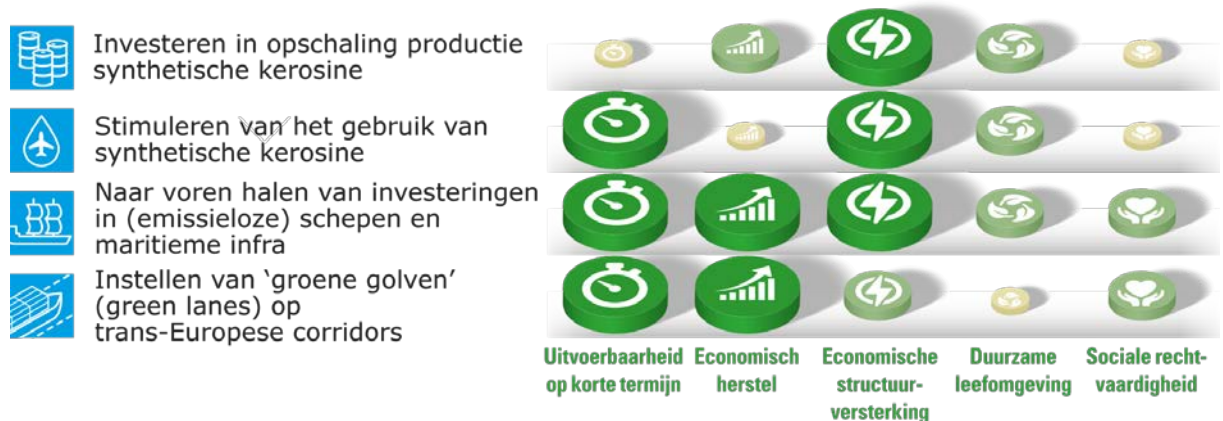 Investeren in opschaling productie
synthetische kerosine
Stimuleren van het gebruik van
synthetische kerosine
Naar voren halen van investeringen
in (emissieloze) schepen en
maritieme infra
Instellen van ‘groene golven’
(green lanes) op
trans-Europese corridors
Uitvoerbaarheid
op korte termijn
Economisch
herstel
Economische
structuur-
versterking
Duurzame
leefomgeving
Sociale recht-
vaardigheid